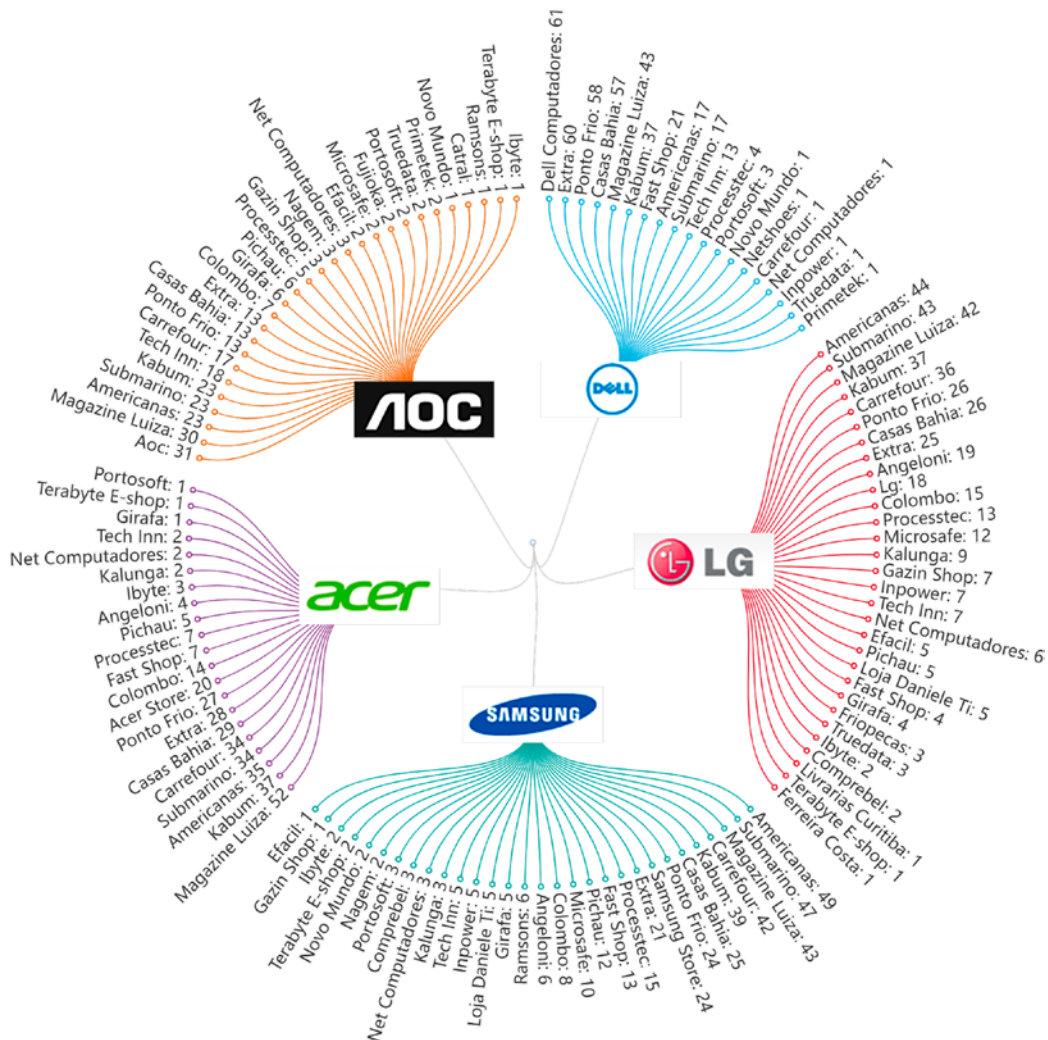 Aoc: 31
Magazine Luiza: 30
Americanas: 23
Submarino: 23
Kabum: 23
Tech Inn: 18
Carrefour: 17
Ponto Frio: 13
Casas Bahia: 13
Extra: 13
Colombo: 7
Girafa: 6
Pichau: 6
Processtec: 5
Gazin Shop: 3
Nagem: 3
Net Computadores: 3
Efacil: 2
Microsafe: 2
Fujioka: 2
Portosoft: 2
Truedata: 2
Primetek: 2
Novo Mundo: 1
Catral: 1
Ramsons: 1
Terabyte E-shop: 1
Ibyte: 1
AOC
Dell Computadores: 61
Extra: 60
Ponto Frio: 58
Casas Bahia: 57
Magazine Luiza: 43
Kabum: 37
Fast Shop: 21
Americanas: 17
Submarino: 17
Tech Inn: 13
Processtec: 4
Portosoft: 3
Novo Mundo: 1
Netshoes: 1
Carrefour: 1
Net Computadores: 1
Inpower: 1
Truedata: 1
Primetek: 1
DELL
Americanas: 44
Submarino: 43
Magazine Luiza: 42
Kabum: 37
Carrefour: 36
Ponto Frio: 26
Casas Bahia: 26
Extra: 25
Angeloni: 19
Lg: 18
Colombo: 15
Processtec: 13
Microsafe: 12
Kalunga: 9
Gazin Shop: 7
Inpower: 7
Tech Inn: 7
Net Computadores: 6
Efacil: 5
Pichau: 5
Loja Daniele Ti: 5
Fast Shop: 4
Girafa: 4
Friopecas: 3
Truedata: 3
Ibyte: 2
Comprebel: 2
Livrarias Curitiba: 1
Terabyte E-shop: 1
Ferreira Costa: 1
LG
Americanas: 49
Submarino: 47
Magazine Luiza: 43
Carrefour: 42
Kabum: 39
Casas Bahia: 25
Ponto Frio: 24
Samsung Store: 24
Extra: 21
Processtec: 15
Fast Shop: 13
Pichau: 12
Microsafe: 10
Colombo: 8
Angeloni: 6
Ramsons: 6
Girafa: 5
Loja Daniele Ti: 5
Inpower: 5
Tech Inn: 5
Kalunga: 3
Net Computadores: 3
Comprebel: 3
Portosoft: 3
Nagem: 2
Novo Mundo: 2
Terabyte E-shop: 2
Ibyte: 2
Gazin Shop: 1
Efacil: 1
SAMSUNG
Portosoft: 1
Terabyte E-shop: 1
Girafa: 1
Tech Inn: 2
Net Computadores: 2
Kalunga: 2
Ibyte: 3
Angeloni: 4
Pichau: 5
Processtec: 7
Fast Shop: 7
Colombo: 14
Acer Store: 20
Ponto Frio: 27
Extra: 28
Casas Bahia: 29
Carrefour: 34
Submarino: 34
Americanas: 35
Kabum: 37
Magazine Luiza: 52
acer